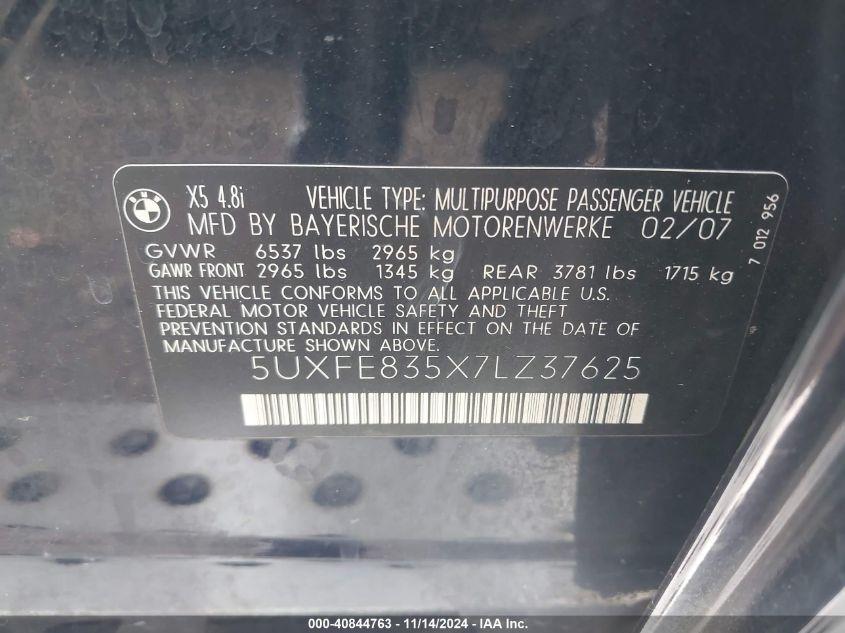 X5 4.8i VEHICLE TYPE: MULTIPURPOSE PASSENGER VEHICLE
MFD BY BAYERISCHE MOTORENWERKE 02/07
GVWR 6537 lbs 2965 kg
GAWR FRONT 2965 lbs 1345 kg REAR 3781 lbs 1715 kg
THIS VEHICLE CONFORMS TO ALL APPLICABLE U.S.
FEDERAL MOTOR VEHICLE SAFETY AND THEFT
PREVENTION STANDARDS IN EFFECT ON THE DATE OF
MANUFACTURE SHOWN ABOVE.
5UXFE835X7LZ37625
7 012 956
000-40844763 - 11/14/2024 - IAA Inc.